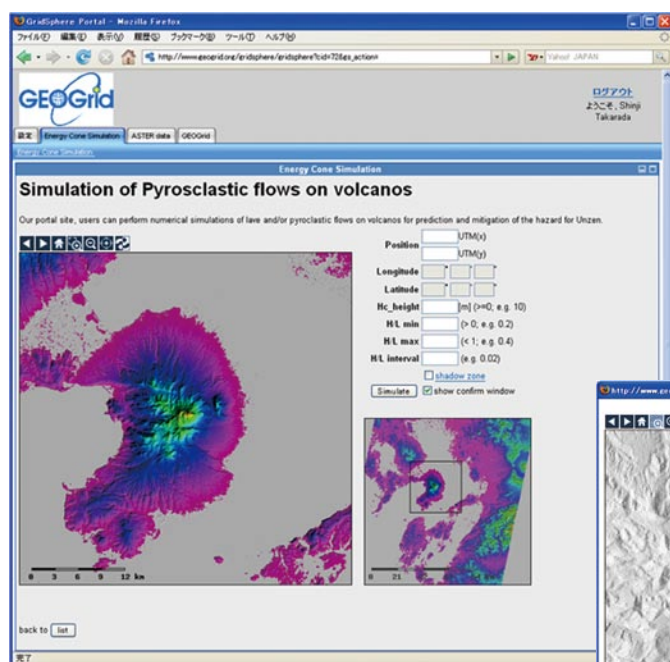 GridSphere Portal - Mozilla Firefox
ファイル(F) 編集(E) 表示(V) 履歴(S) ブックマーク(B) ツール(T) ヘルプ(H)
Yahoo! JAPAN
GEOGrid
ログアウト
ようこそ, Shinji
Takarada
設定 Energy Cone Simulation ASTER data GEOGrid
Energy Cone Simulation
Energy Cone Simulation
Simulation of Pyrosclastic flows on volcanos
Our portal site, users can perform numerical simulations of lave and/or pyroclastic flows on volcanos for prediction and mitigation of the hazard for Unzen.
Position UTM(x)
UTM(y)
Longitude ° ' "
Latitude ° ' "
Hc_height [m] (>=0; e.g. 10)
H/L min (> 0; e.g. 0.2)
H/L max (< 1; e.g. 0.4)
H/L interval (e.g. 0.02)
shadow zone
Simulate show confirm window
0 3 6 9 12 km
0 21
back to list
完了